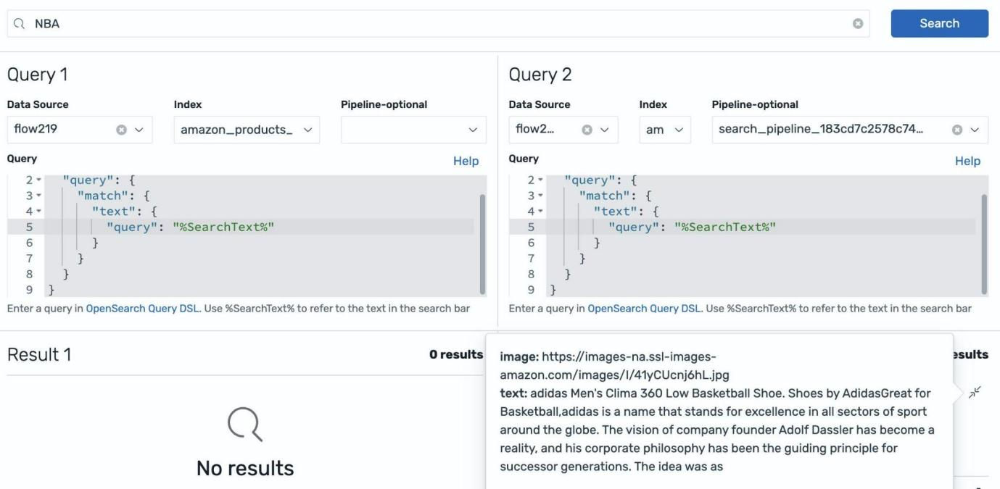 NBA
Search
Query 1
Data Source
Index
Pipeline-optional
flow219
amazon_products_
Query
Help
2
"query": {
3
"match": {
4
"text": {
5
"query": "%SearchText%"
6
}
7
}
8
}
9
}
Enter a query in OpenSearch Query DSL. Use %SearchText% to refer to the text in the search bar
Query 2
Data Source
Index
Pipeline-optional
flow2...
am
search_pipeline_183cd7c2578c74...
Query
Help
2
"query": {
3
"match": {
4
"text": {
5
"query": "%SearchText%"
6
}
7
}
8
}
9
}
Enter a query in OpenSearch Query DSL. Use %SearchText% to refer to the text in the search bar
Result 1
0 results
No results
esults
image: https://images-na.ssl-images-
amazon.com/images/I/41yCUcnj6hL.jpg
text: adidas Men's Clima 360 Low Basketball Shoe. Shoes by AdidasGreat for
Basketball,adidas is a name that stands for excellence in all sectors of sport
around the globe. The vision of company founder Adolf Dassler has become a
reality, and his corporate philosophy has been the guiding principle for
successor generations. The idea was as